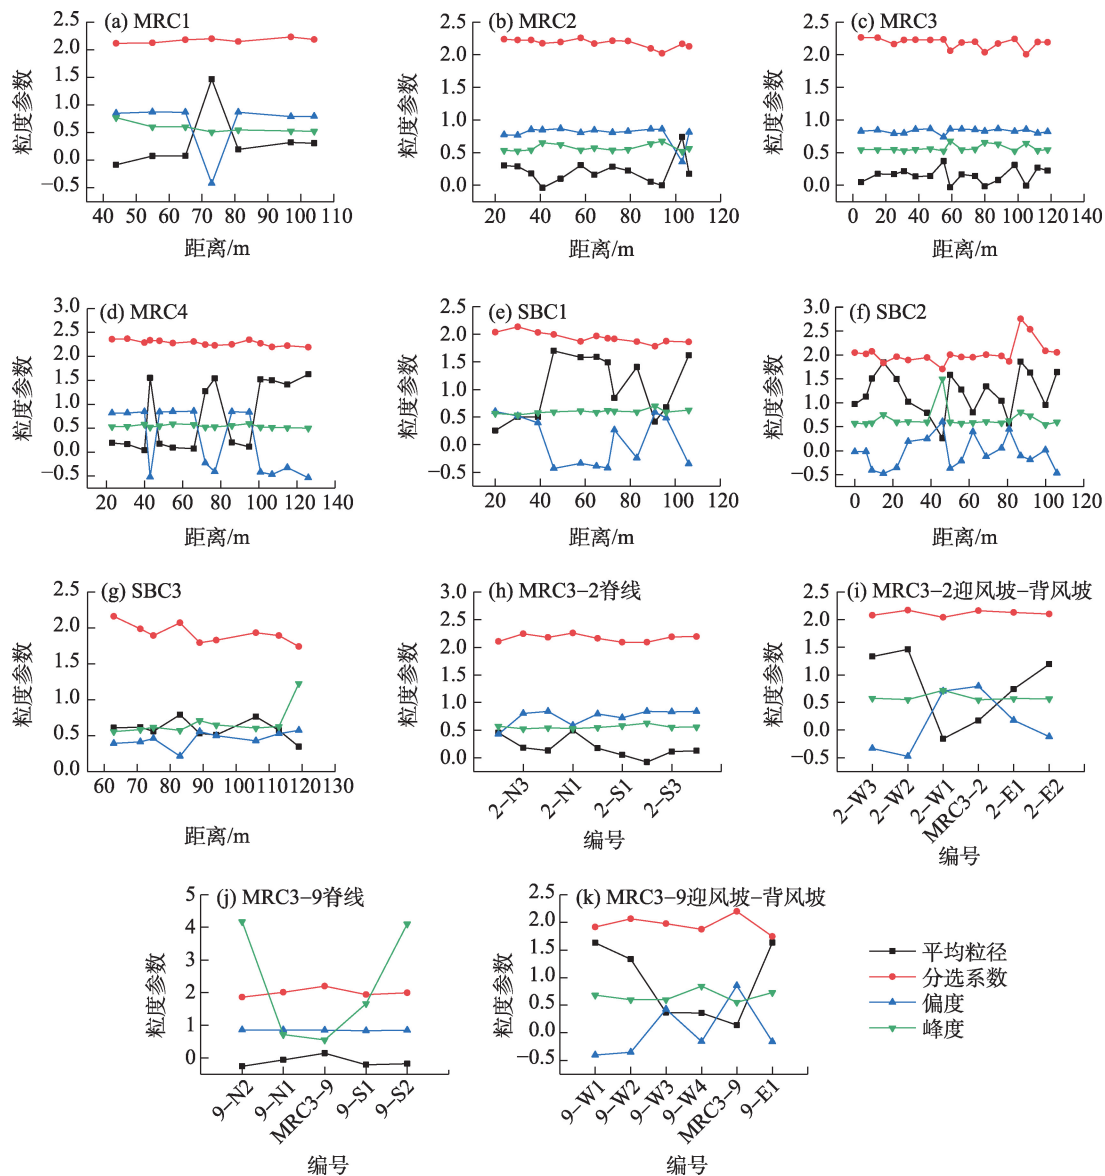 (a) MRC1
2.5
2.0
1.5
1.0
0.5
0.0
−0.5
粒度参数
40 50 60 70 80 90 100 110
距离/m
(b) MRC2
2.5
2.0
1.5
1.0
0.5
0.0
粒度参数
20 40 60 80 100 120
距离/m
(c) MRC3
2.5
2.0
1.5
1.0
0.5
0.0
粒度参数
0 20 40 60 80 100 120 140
距离/m
(d) MRC4
3.0
2.5
2.0
1.5
1.0
0.5
0.0
−0.5
粒度参数
20 40 60 80 100 120 140
距离/m
(e) SBC1
2.5
2.0
1.5
1.0
0.5
0.0
−0.5
粒度参数
20 40 60 80 100 120
距离/m
(f) SBC2
3.0
2.5
2.0
1.5
1.0
0.5
0.0
−0.5
粒度参数
0 20 40 60 80 100 120
距离/m
(g) SBC3
2.5
2.0
1.5
1.0
0.5
0.0
粒度参数
60 70 80 90 100 110 120 130
距离/m
(h) MRC3−2脊线
3.0
2.5
2.0
1.5
1.0
0.5
0.0
粒度参数
2−N3 2−N1 2−S1 2−S3
编号
(i) MRC3−2迎风坡−背风坡
2.5
2.0
1.5
1.0
0.5
0.0
−0.5
粒度参数
2−W3 2−W2 2−W1 MRC3−2 2−E1 2−E2
编号
(j) MRC3−9脊线
5
4
3
2
1
0
粒度参数
9−N2 9−N1 MRC3−9 9−S1 9−S2
编号
(k) MRC3−9迎风坡−背风坡
2.5
2.0
1.5
1.0
0.5
0.0
−0.5
粒度参数
9−W1 9−W2 9−W3 9−W4 MRC3−9 9−E1
编号
平均粒径
分选系数
偏度
峰度